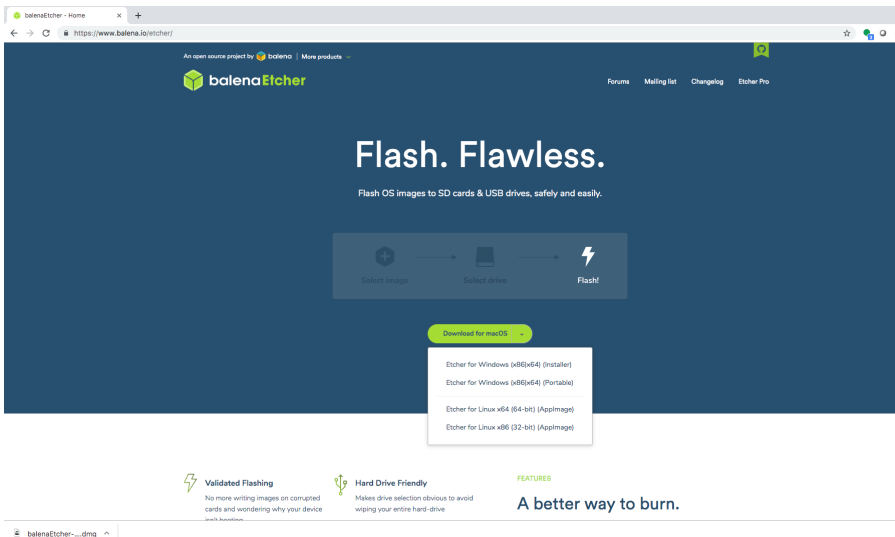 balenaEtcher - Home
https://www.balena.io/etcher/
An open source project by balena More products
balenaEtcher
Forums Mailing list Changelog Etcher Pro
Flash. Flawless.
Flash OS images to SD cards & USB drives, safely and easily.
Select image Select drive Flash!
Download for macOS
Etcher for Windows (x86|x64) (Installer)
Etcher for Windows (x86|x64) (Portable)
Etcher for Linux x64 (64-bit) (AppImage)
Etcher for Linux x86 (32-bit) (AppImage)
Validated Flashing
No more writing images on corrupted
cards and wondering why your device
isn't booting
Hard Drive Friendly
Makes drive selection obvious to avoid
wiping your entire hard-drive
FEATURES
A better way to burn.
balenaEtcher-....dmg